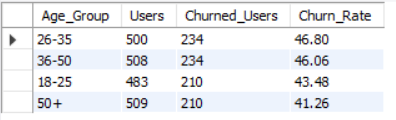 Age_Group Users Churned_Users Churn_Rate
26-35 500 234 46.80
36-50 508 234 46.06
18-25 483 210 43.48
50+ 509 210 41.26